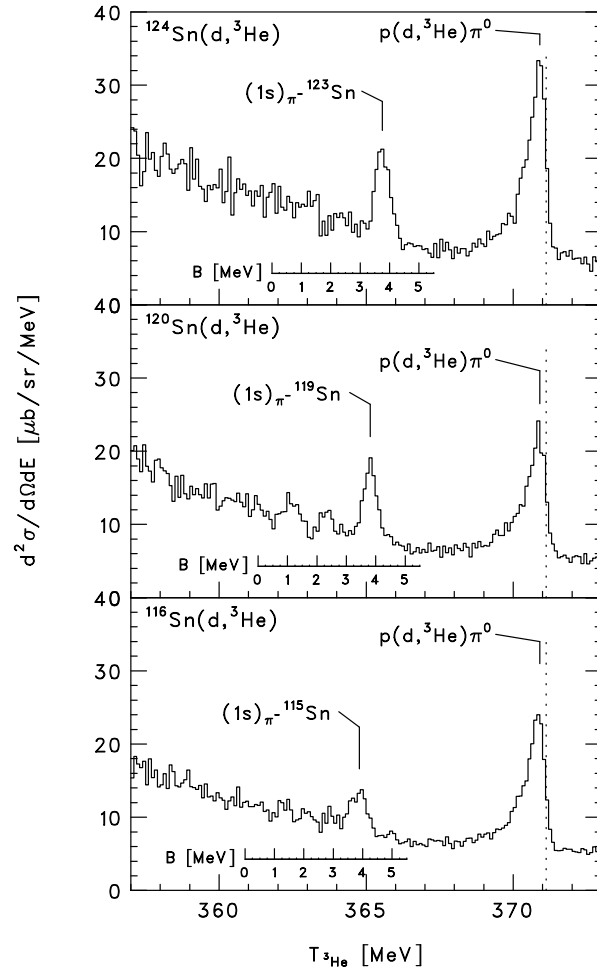 d²σ/dΩdE [μb/sr/MeV]
¹²⁴Sn(d,³He)
p(d,³He)π⁰
(1s)π-¹²³Sn
40
30
20
10
B [MeV] 0 1 2 3 4 5
40
¹²⁰Sn(d,³He)
p(d,³He)π⁰
(1s)π-¹¹⁹Sn
30
20
10
B [MeV] 0 1 2 3 4 5
40
¹¹⁶Sn(d,³He)
p(d,³He)π⁰
(1s)π-¹¹⁵Sn
30
20
10
B [MeV] 0 1 2 3 4 5
0
360 365 370
T³He [MeV]